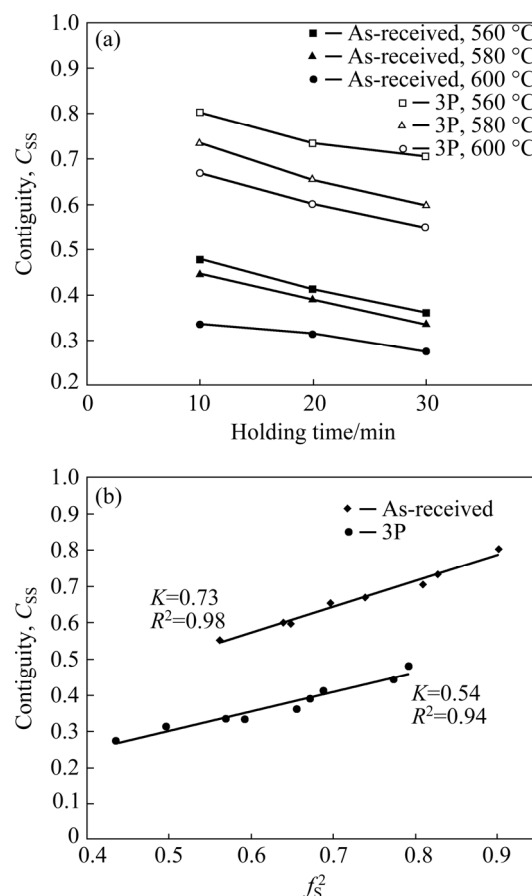 (a)
As-received, 560 °C
As-received, 580 °C
As-received, 600 °C
3P, 560 °C
3P, 580 °C
3P, 600 °C
1.0
0.9
0.8
0.7
0.6
0.5
0.4
0.3
0.2
Contiguity, C_SS
0 10 20 30
Holding time/min
(b)
As-received
3P
K=0.73
R²=0.98
K=0.54
R²=0.94
1.0
0.9
0.8
0.7
0.6
0.5
0.4
0.3
0.2
0.1
0
Contiguity, C_SS
0.4 0.5 0.6 0.7 0.8 0.9
f_S²